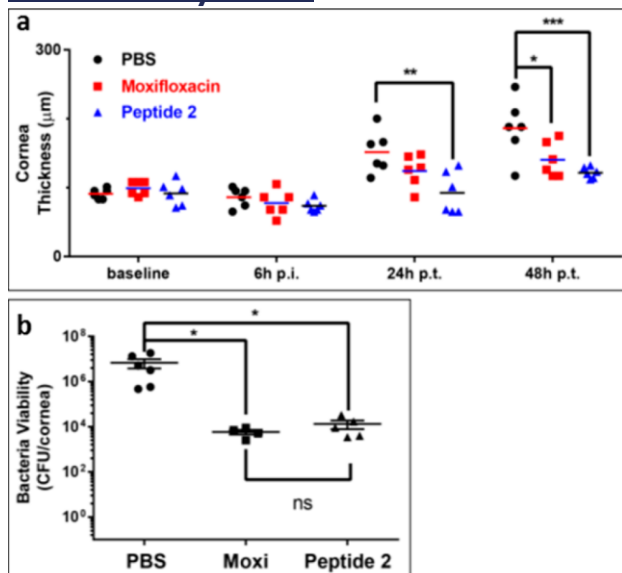 a
300
PBS
Moxifloxacin
Peptide 2
**
***
*
Cornea
Thickness (μm)
0
baseline
6h p.i.
24h p.t.
48h p.t.
b
10⁸
10⁶
10⁴
10²
10⁰
Bacteria Viability
(CFU/cornea)
*
*
ns
PBS
Moxi
Peptide 2